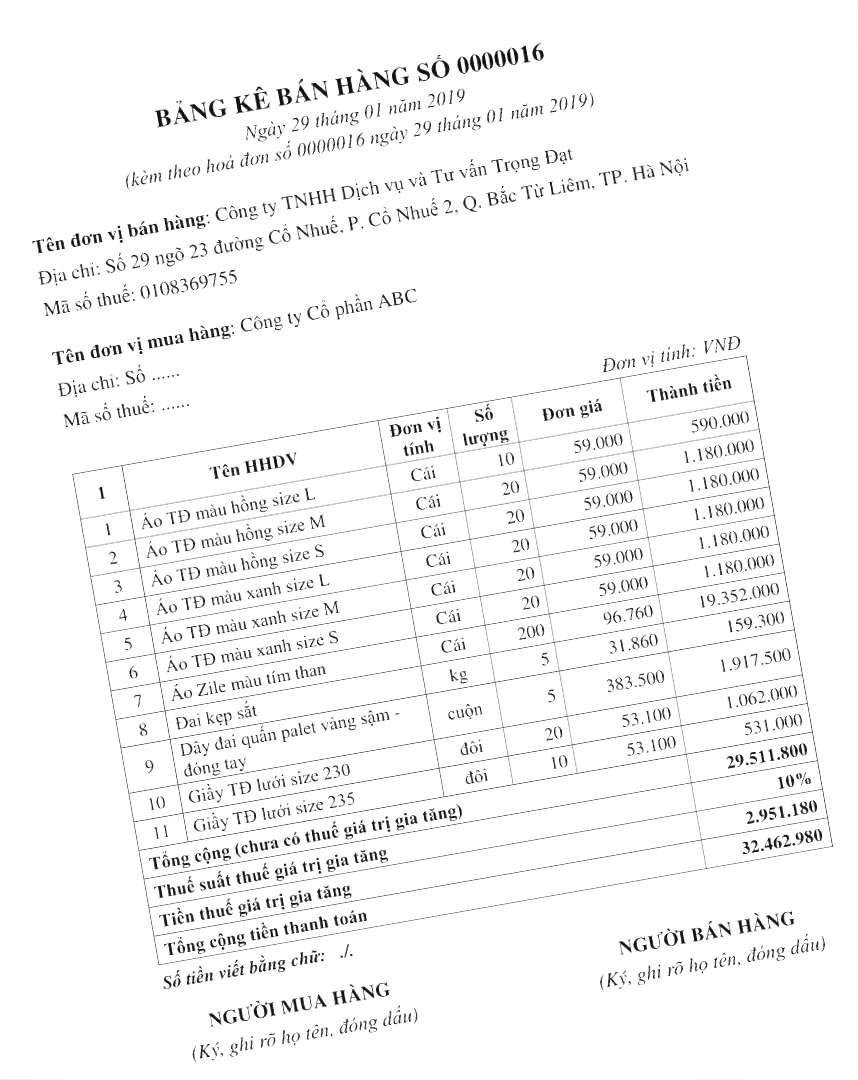 BẢNG KÊ BÁN HÀNG SỐ 0000016
Ngày 29 tháng 01 năm 2019
(kèm theo hoá đơn số 0000016 ngày 29 tháng 01 năm 2019)
Tên đơn vị bán hàng: Công ty TNHH Dịch vụ và Tư vấn Trọng Đạt
Địa chỉ: Số 29 ngõ 23 đường Cổ Nhuế, P. Cổ Nhuế 2, Q. Bắc Từ Liêm, TP. Hà Nội
Mã số thuế: 0108369755
Tên đơn vị mua hàng: Công ty Cổ phần ABC
Địa chỉ: Số ......
Mã số thuế: ......
Đơn vị tính: VNĐ
1 Tên HHDV Đơn vị tính Số lượng Đơn giá Thành tiền
1 Áo TĐ màu hồng size L Cái 10 59.000 590.000
2 Áo TĐ màu hồng size M Cái 20 59.000 1.180.000
3 Áo TĐ màu hồng size S Cái 20 59.000 1.180.000
4 Áo TĐ màu xanh size L Cái 20 59.000 1.180.000
5 Áo TĐ màu xanh size M Cái 20 59.000 1.180.000
6 Áo TĐ màu xanh size S Cái 20 59.000 1.180.000
7 Áo Zile màu tím than Cái 200 96.760 19.352.000
8 Đai kẹp sắt kg 5 31.860 159.300
9 Dây đai quấn palet vàng sậm - đóng tay cuộn 5 383.500 1.917.500
10 Giầy TĐ lưới size 230 đôi 20 53.100 1.062.000
11 Giầy TĐ lưới size 235 đôi 10 53.100 531.000
Tổng cộng (chưa có thuế giá trị gia tăng) 29.511.800
Thuế suất thuế giá trị gia tăng 10%
Tiền thuế giá trị gia tăng 2.951.180
Tổng cộng tiền thanh toán 32.462.980
Số tiền viết bằng chữ: ./.
NGƯỜI MUA HÀNG NGƯỜI BÁN HÀNG
(Ký, ghi rõ họ tên, đóng dấu) (Ký, ghi rõ họ tên, đóng dấu)